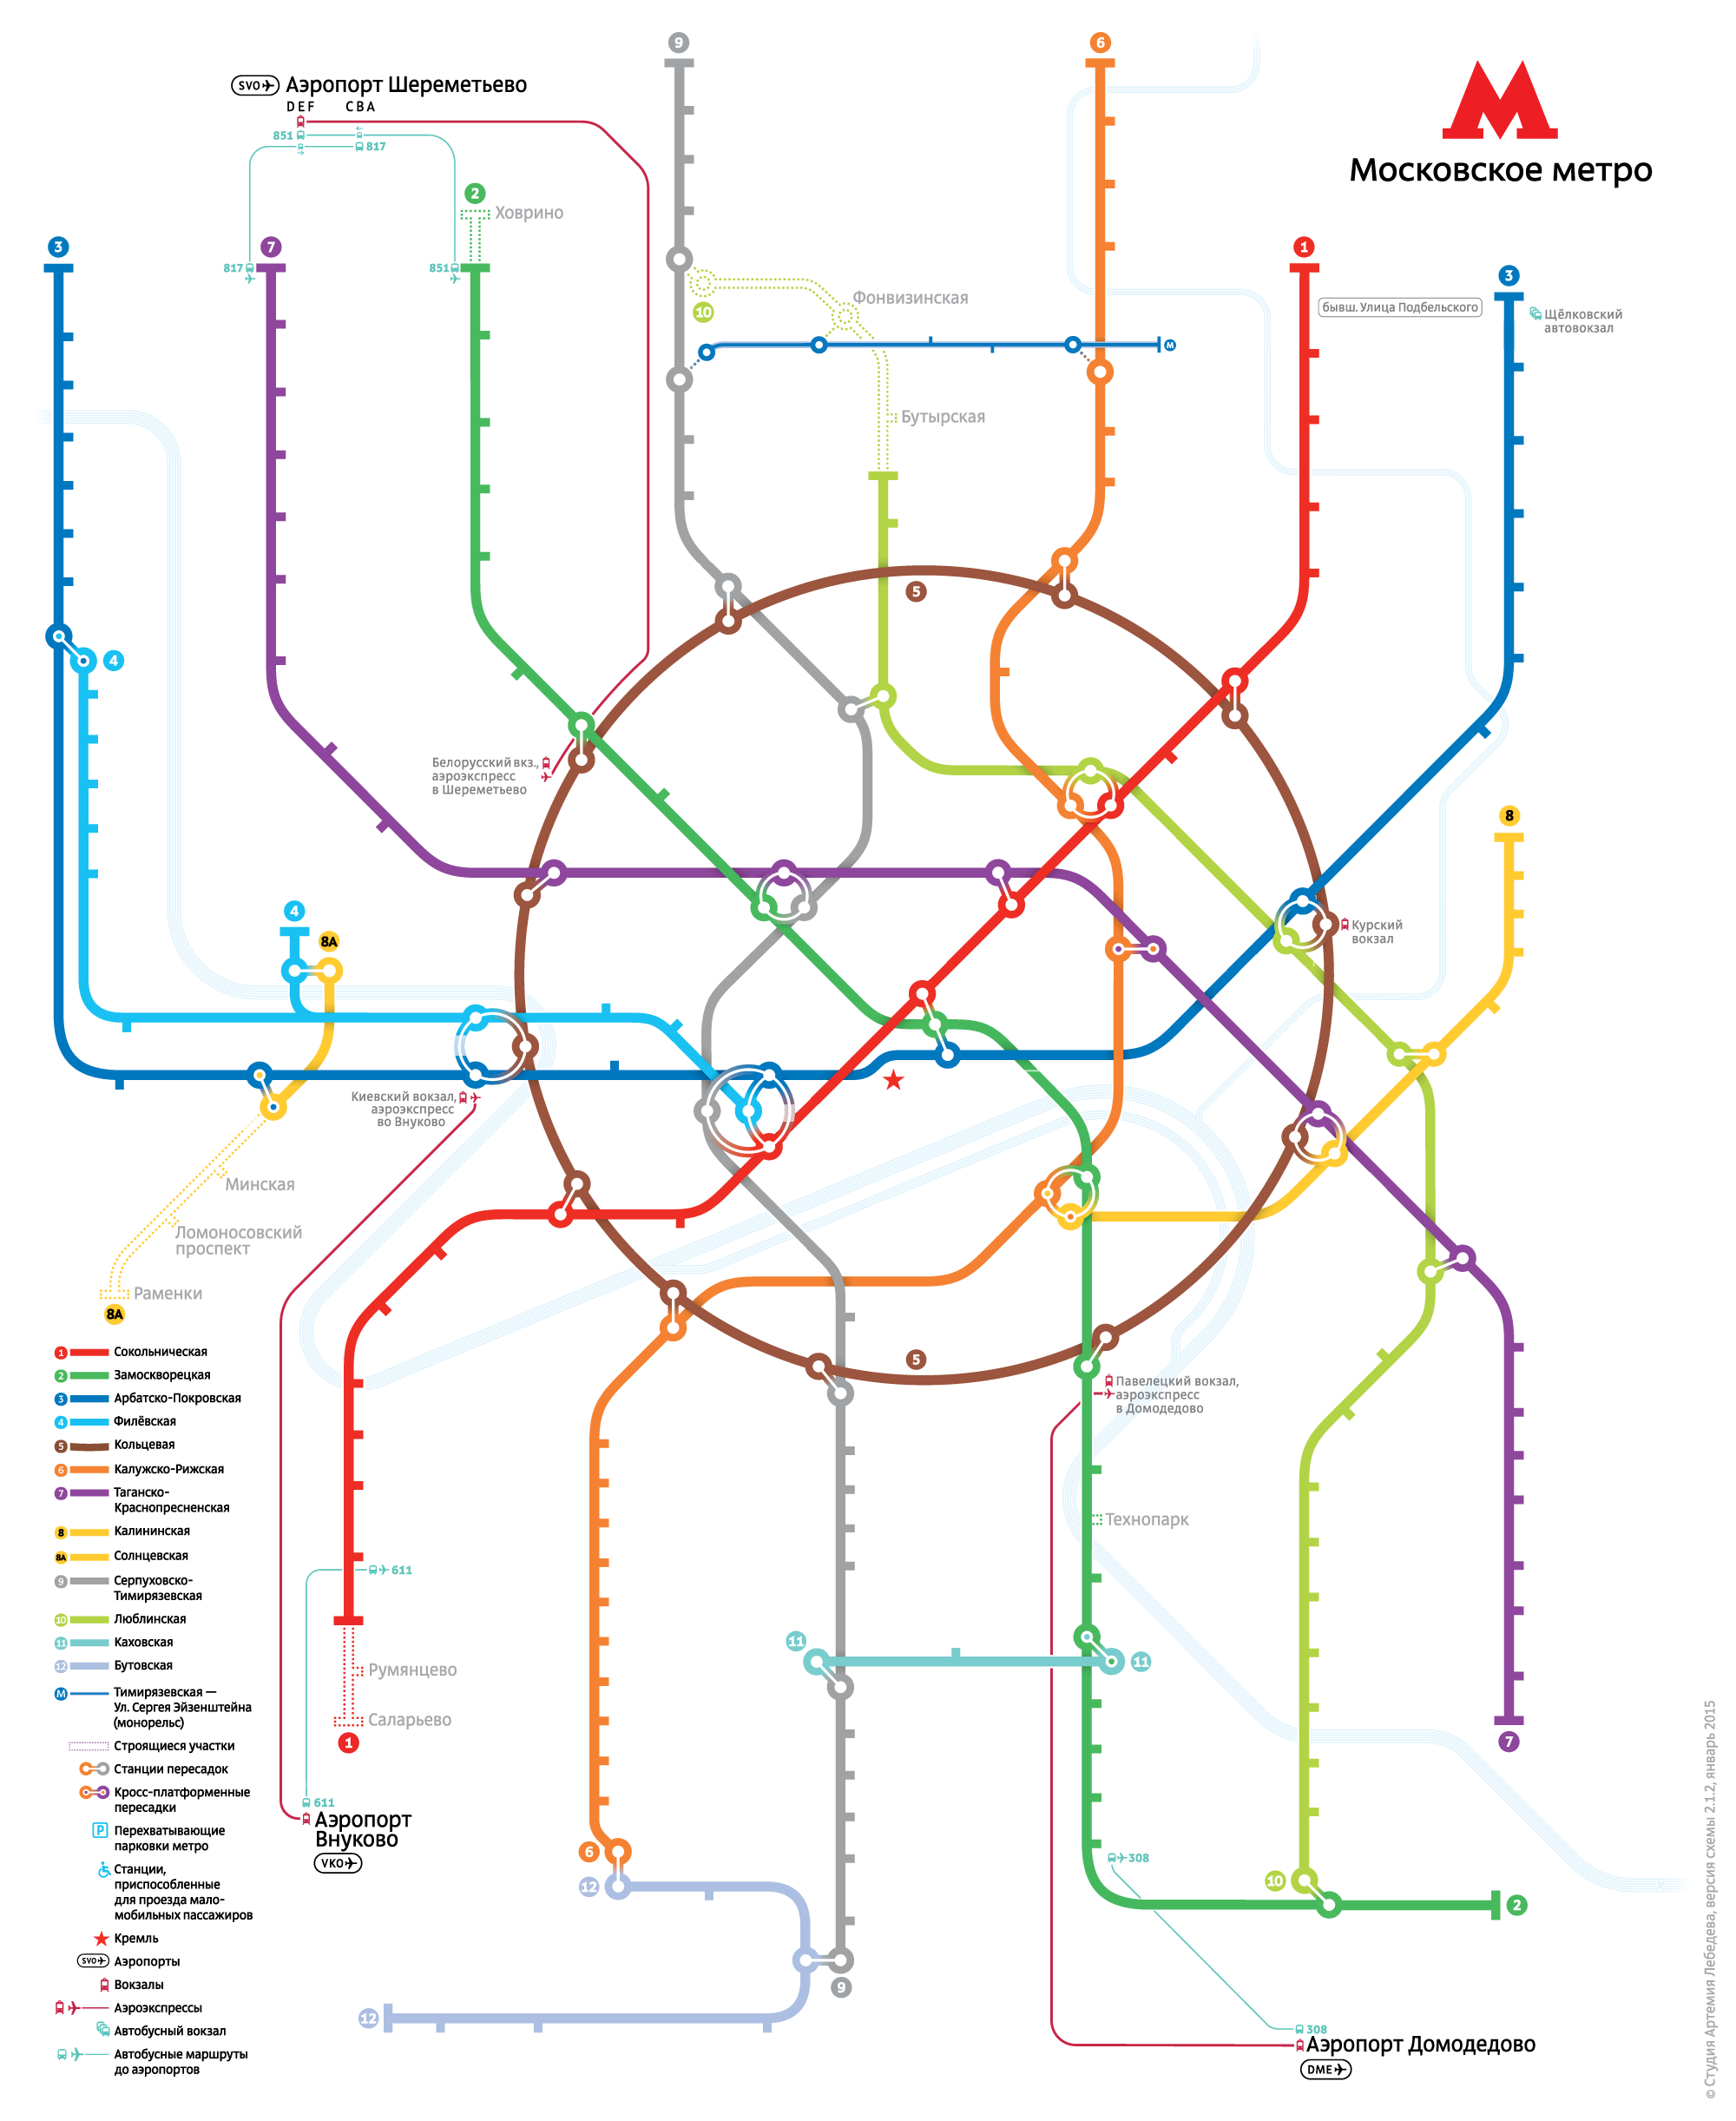 9
6
SVO Аэропорт Шереметьево
D E F C B A
851
817
Московское метро
2
Ховрино
3
7
817
851
1
3
бывш. Улица Подбельского
Щёлковский
автовокзал
Фонвизинская
10
М
Бутырская
5
4
Белорусский вкз.,
аэроэкспресс
в Шереметьево
8
4
8А
Курский
вокзал
Киевский вокзал,
аэроэкспресс
во Внуково
Минская
Ломоносовский
проспект
Раменки
8А
5
Павелецкий вокзал,
аэроэкспресс
в Домодедово
Технопарк
611
11
11
Румянцево
Саларьево
1
7
611
Аэропорт
Внуково
VKO
6
12
308
10
2
9
12
308
Аэропорт Домодедово
DME
1 Сокольническая
2 Замоскворецкая
3 Арбатско-Покровская
4 Филёвская
5 Кольцевая
6 Калужско-Рижская
7 Таганско-
Краснопресненская
8 Калининская
8А Солнцевская
9 Серпуховско-
Тимирязевская
10 Люблинская
11 Каховская
12 Бутовская
М Тимирязевская —
Ул. Сергея Эйзенштейна
(монорельс)
Строящиеся участки
Станции пересадок
Кросс-платформенные
пересадки
P Перехватывающие
парковки метро
Станции,
приспособленные
для проезда мало-
мобильных пассажиров
Кремль
SVO Аэропорты
Вокзалы
Аэроэкспрессы
Автобусный вокзал
Автобусные маршруты
до аэропортов
© Студия Артемия Лебедева, версия схемы 2.1.2, январь 2015